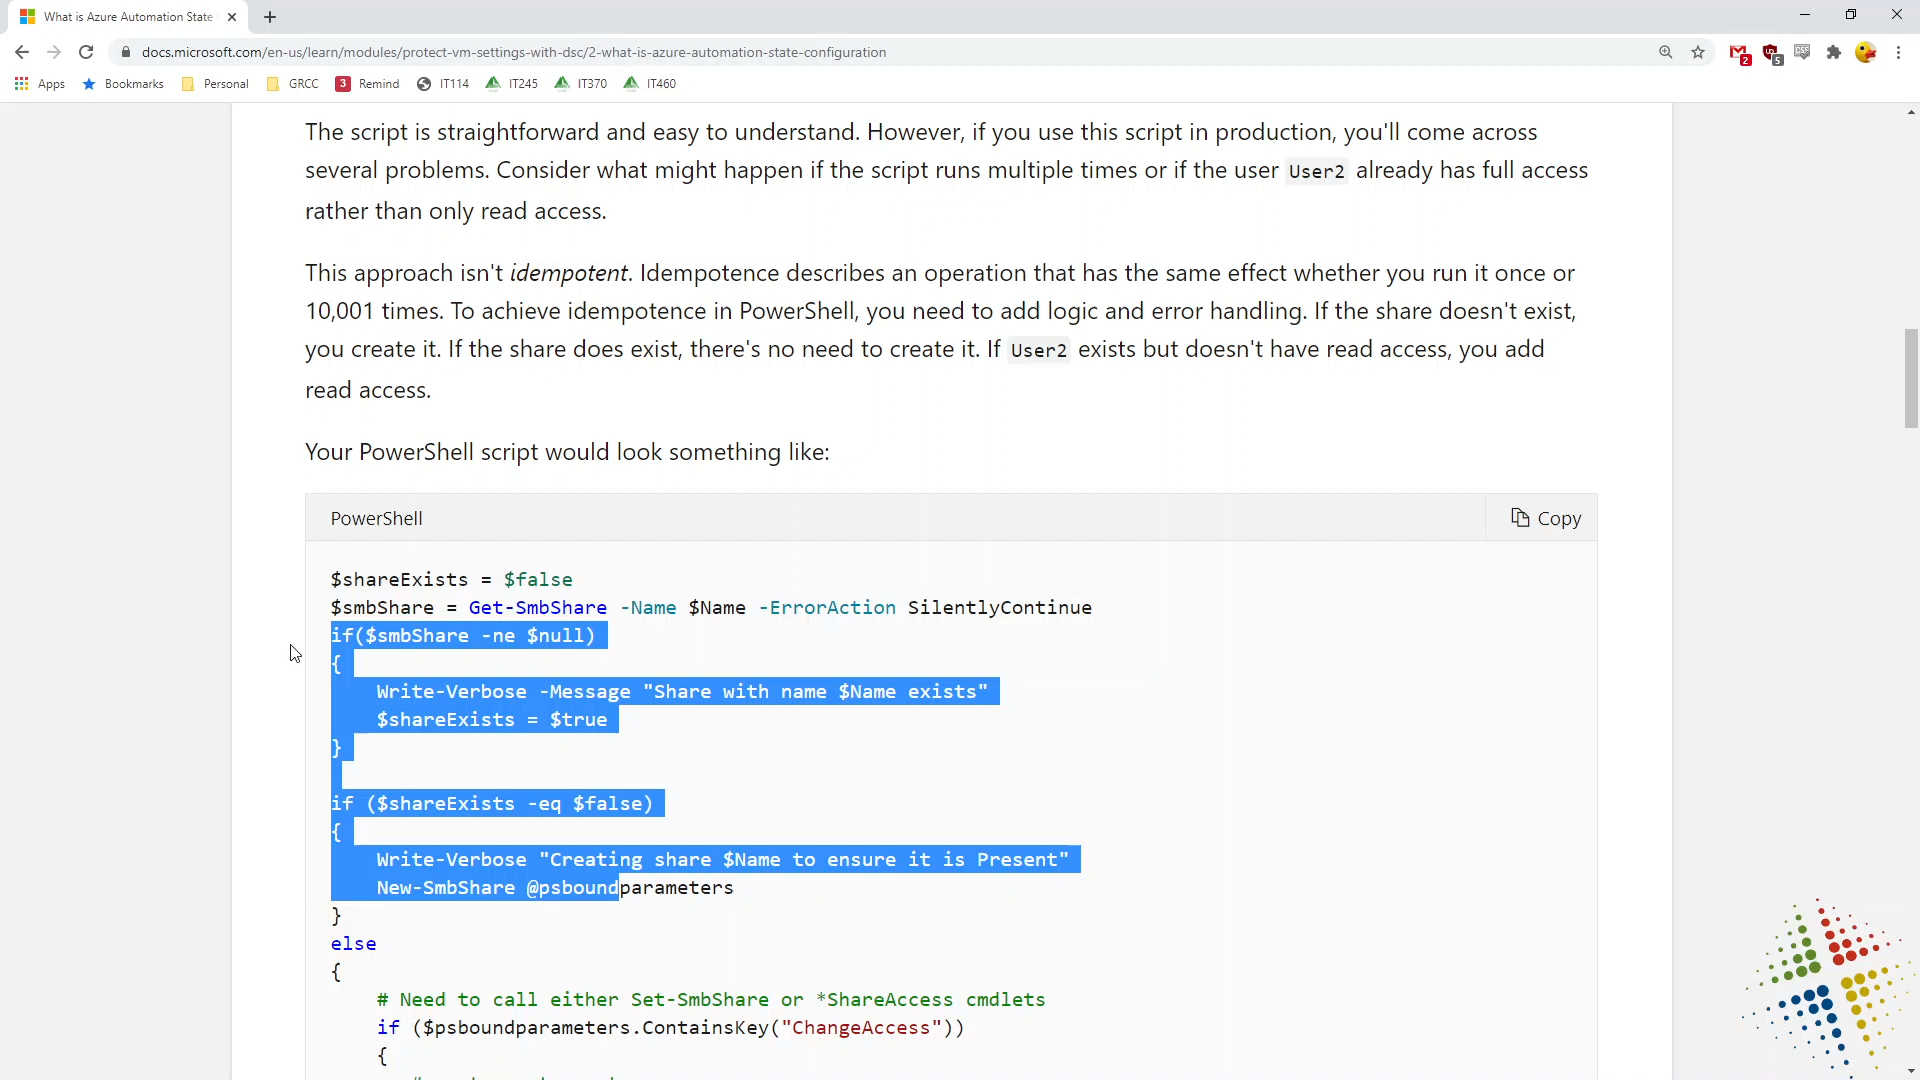 What is Azure Automation State
docs.microsoft.com/en-us/learn/modules/protect-vm-settings-with-dsc/2-what-is-azure-automation-state-configuration
2
5
Apps Bookmarks Personal GRCC 3 Remind IT114 IT245 IT370 IT460
The script is straightforward and easy to understand. However, if you use this script in production, you'll come across
several problems. Consider what might happen if the script runs multiple times or if the user User2 already has full access
rather than only read access.
This approach isn't idempotent. Idempotence describes an operation that has the same effect whether you run it once or
10,001 times. To achieve idempotence in PowerShell, you need to add logic and error handling. If the share doesn't exist,
you create it. If the share does exist, there's no need to create it. If User2 exists but doesn't have read access, you add
read access.
Your PowerShell script would look something like:
PowerShell
Copy
$shareExists = $false
$smbShare = Get-SmbShare -Name $Name -ErrorAction SilentlyContinue
if($smbShare -ne $null)
{
    Write-Verbose -Message "Share with name $Name exists"
    $shareExists = $true
}
if ($shareExists -eq $false)
{
    Write-Verbose "Creating share $Name to ensure it is Present"
    New-SmbShare @psboundparameters
}
else
{
    # Need to call either Set-SmbShare or *ShareAccess cmdlets
    if ($psboundparameters.ContainsKey("ChangeAccess"))
    {